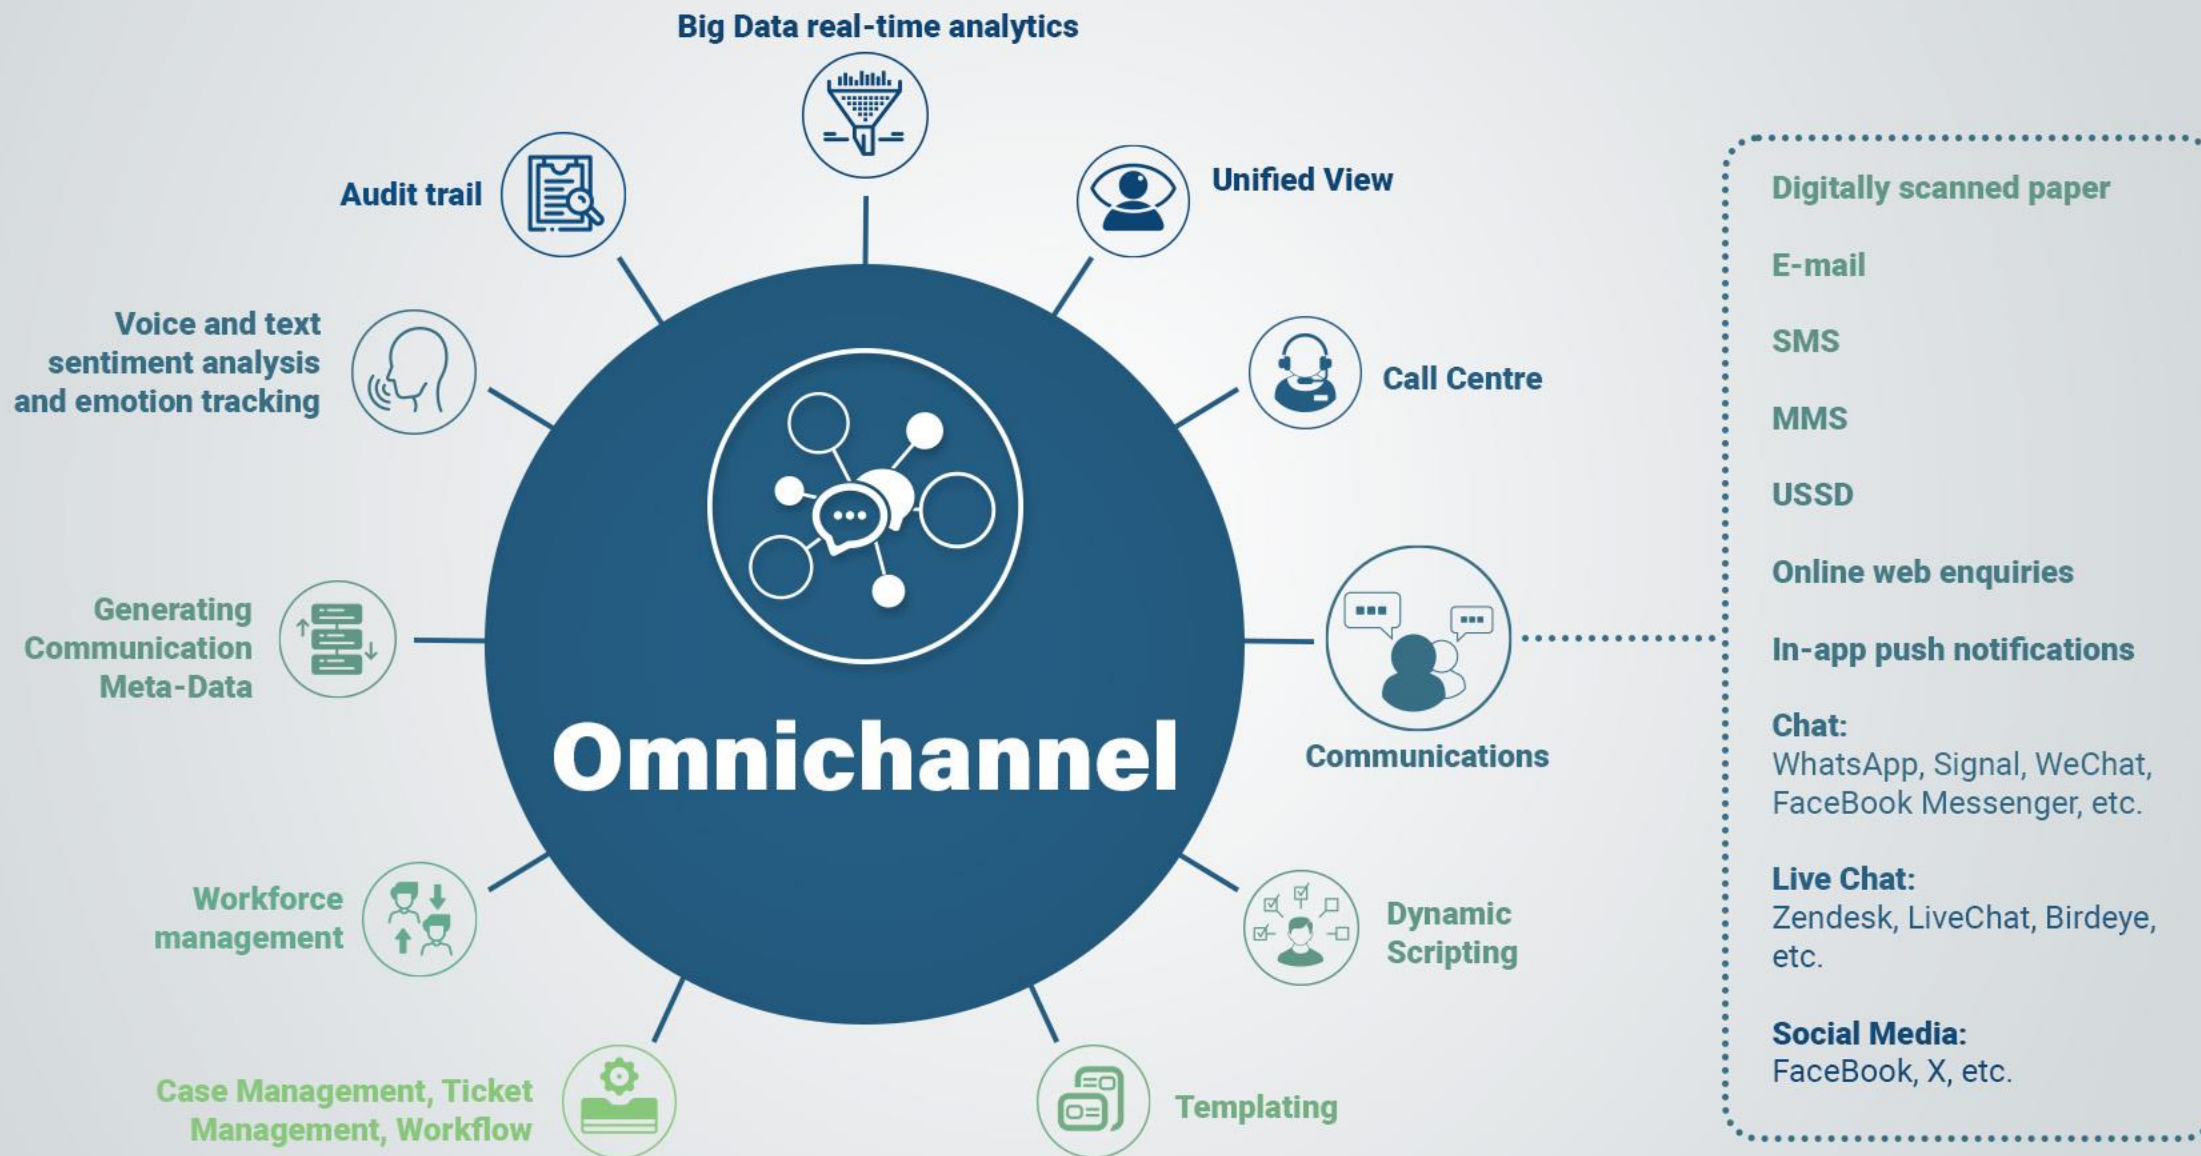 Big Data real-time analytics
Audit trail
Unified View
Voice and text
sentiment analysis
and emotion tracking
Call Centre
Generating
Communication
Meta-Data
Omnichannel
Communications
Workforce
management
Dynamic
Scripting
Case Management, Ticket
Management, Workflow
Templating
Digitally scanned paper
E-mail
SMS
MMS
USSD
Online web enquiries
In-app push notifications
Chat:
WhatsApp, Signal, WeChat,
FaceBook Messenger, etc.
Live Chat:
Zendesk, LiveChat, Birdeye,
etc.
Social Media:
FaceBook, X, etc.